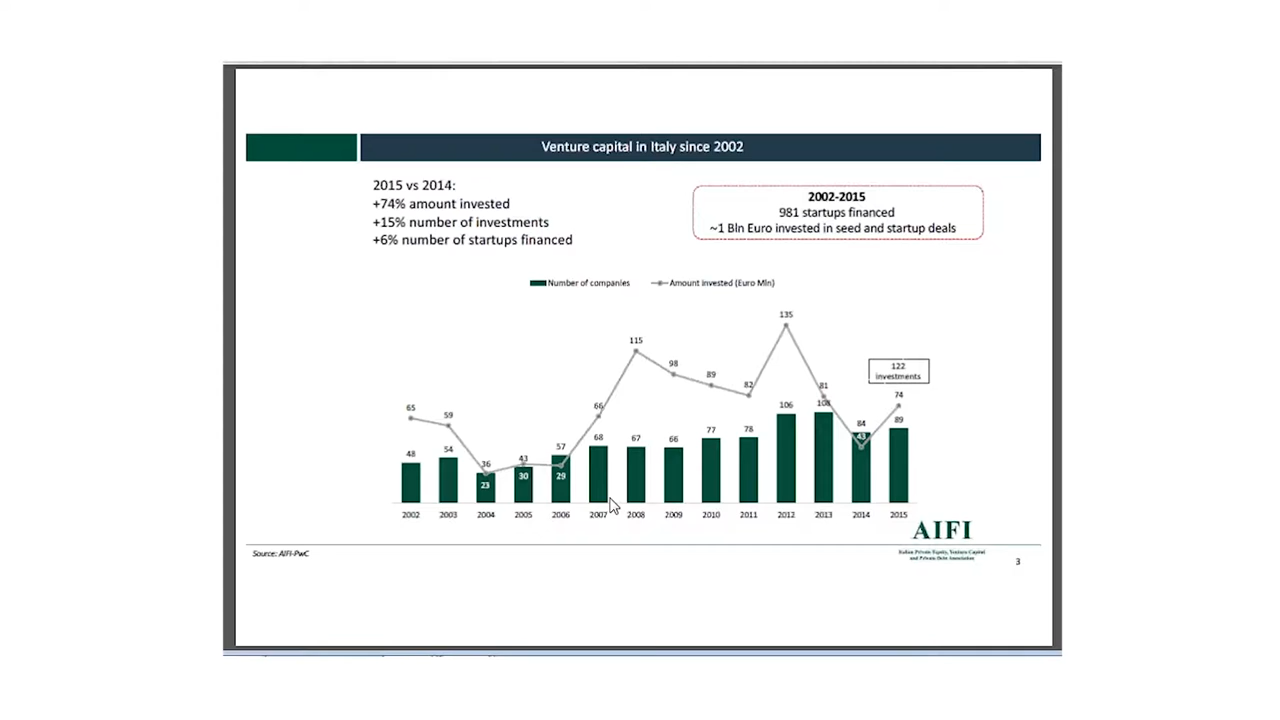 Venture capital in Italy since 2002
2015 vs 2014:
+74% amount invested
+15% number of investments
+6% number of startups financed
2002-2015
981 startups financed
~1 Bln Euro invested in seed and startup deals
Number of companies
Amount invested (Euro Mln)
135
115
122
investments
98
89
82
81
74
65
59
66
106
108
84
89
43
48
54
36
43
57
68
67
66
77
78
23
30
29
2002 2003 2004 2005 2006 2007 2008 2009 2010 2011 2012 2013 2014 2015
AIFI
Italian Private Equity, Venture Capital
and Private Debt Association
Source: AIFI-PwC
3